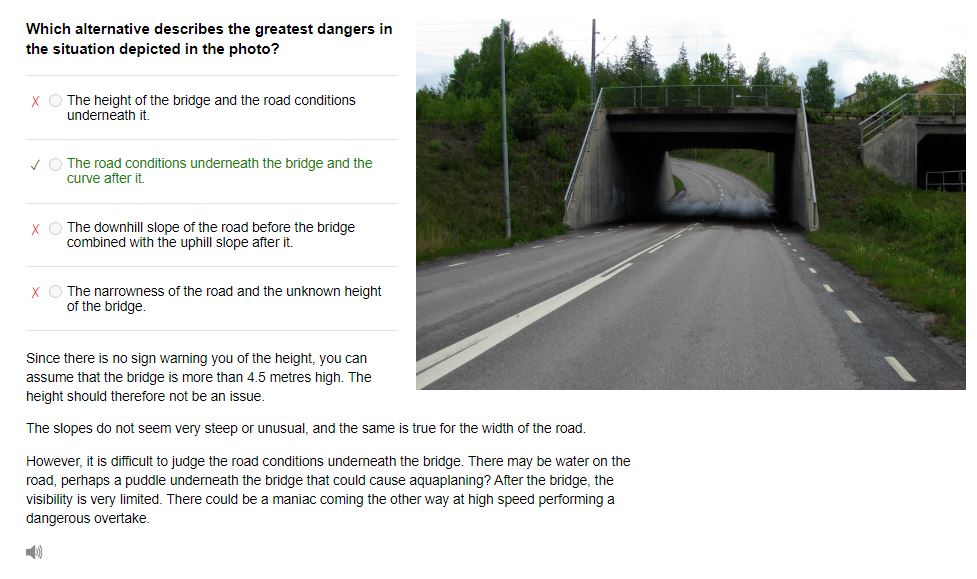 Which alternative describes the greatest dangers in
the situation depicted in the photo?
The height of the bridge and the road conditions
underneath it.
The road conditions underneath the bridge and the
curve after it.
The downhill slope of the road before the bridge
combined with the uphill slope after it.
The narrowness of the road and the unknown height
of the bridge.
Since there is no sign warning you of the height, you can
assume that the bridge is more than 4.5 metres high. The
height should therefore not be an issue.
The slopes do not seem very steep or unusual, and the same is true for the width of the road.
However, it is difficult to judge the road conditions underneath the bridge. There may be water on the
road, perhaps a puddle underneath the bridge that could cause aquaplaning? After the bridge, the
visibility is very limited. There could be a maniac coming the other way at high speed performing a
dangerous overtake.